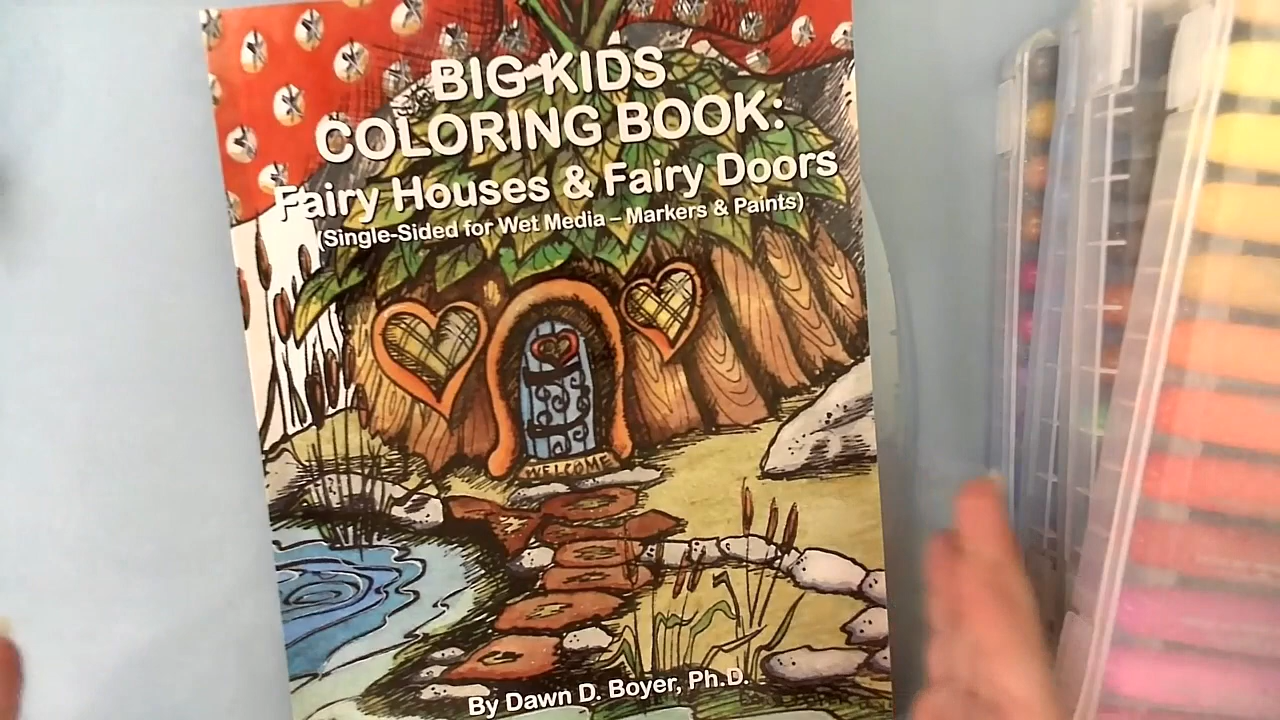 BIG KIDS
COLORING BOOK:
Fairy Houses & Fairy Doors
(Single-Sided for Wet Media – Markers & Paints)
WELCOME
By Dawn D. Boyer, Ph.D.